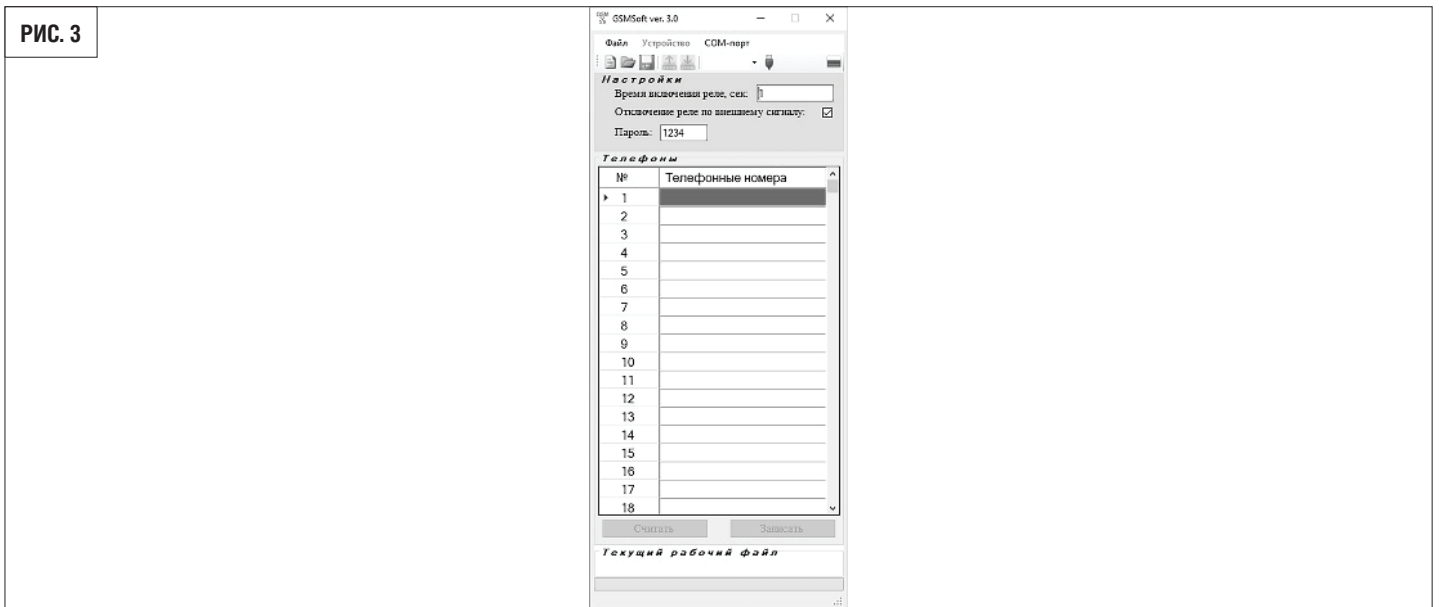 РИС. 3
GSMSoft ver. 3.0
Файл Устройство COM-порт
Настройки
Время включения реле, сек: 1
Отключение реле по внешнему сигналу:
Пароль: 1234
Телефоны
№ Телефонные номера
1
2
3
4
5
6
7
8
9
10
11
12
13
14
15
16
17
18
Считать Записать
Текущий рабочий файл